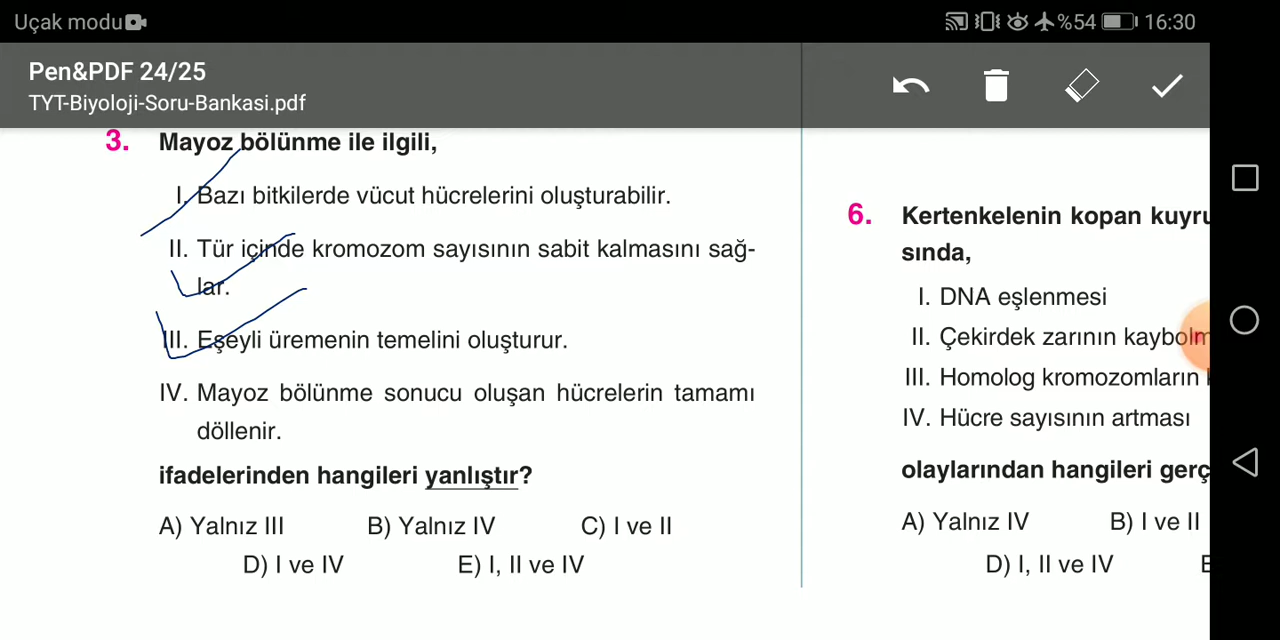 Uçak modu
%54 16:30
Pen&PDF 24/25
TYT-Biyoloji-Soru-Bankasi.pdf
3. Mayoz bölünme ile ilgili,
I. Bazı bitkilerde vücut hücrelerini oluşturabilir.
II. Tür içinde kromozom sayısının sabit kalmasını sağ-
lar.
III. Eşeyli üremenin temelini oluşturur.
IV. Mayoz bölünme sonucu oluşan hücrelerin tamamı
döllenir.
ifadelerinden hangileri yanlıştır?
A) Yalnız III B) Yalnız IV C) I ve II
D) I ve IV E) I, II ve IV
6. Kertenkelenin kopan kuyru
sında,
I. DNA eşlenmesi
II. Çekirdek zarının kaybolm
III. Homolog kromozomların
IV. Hücre sayısının artması
olaylarından hangileri gerç
A) Yalnız IV B) I ve II
D) I, II ve IV E